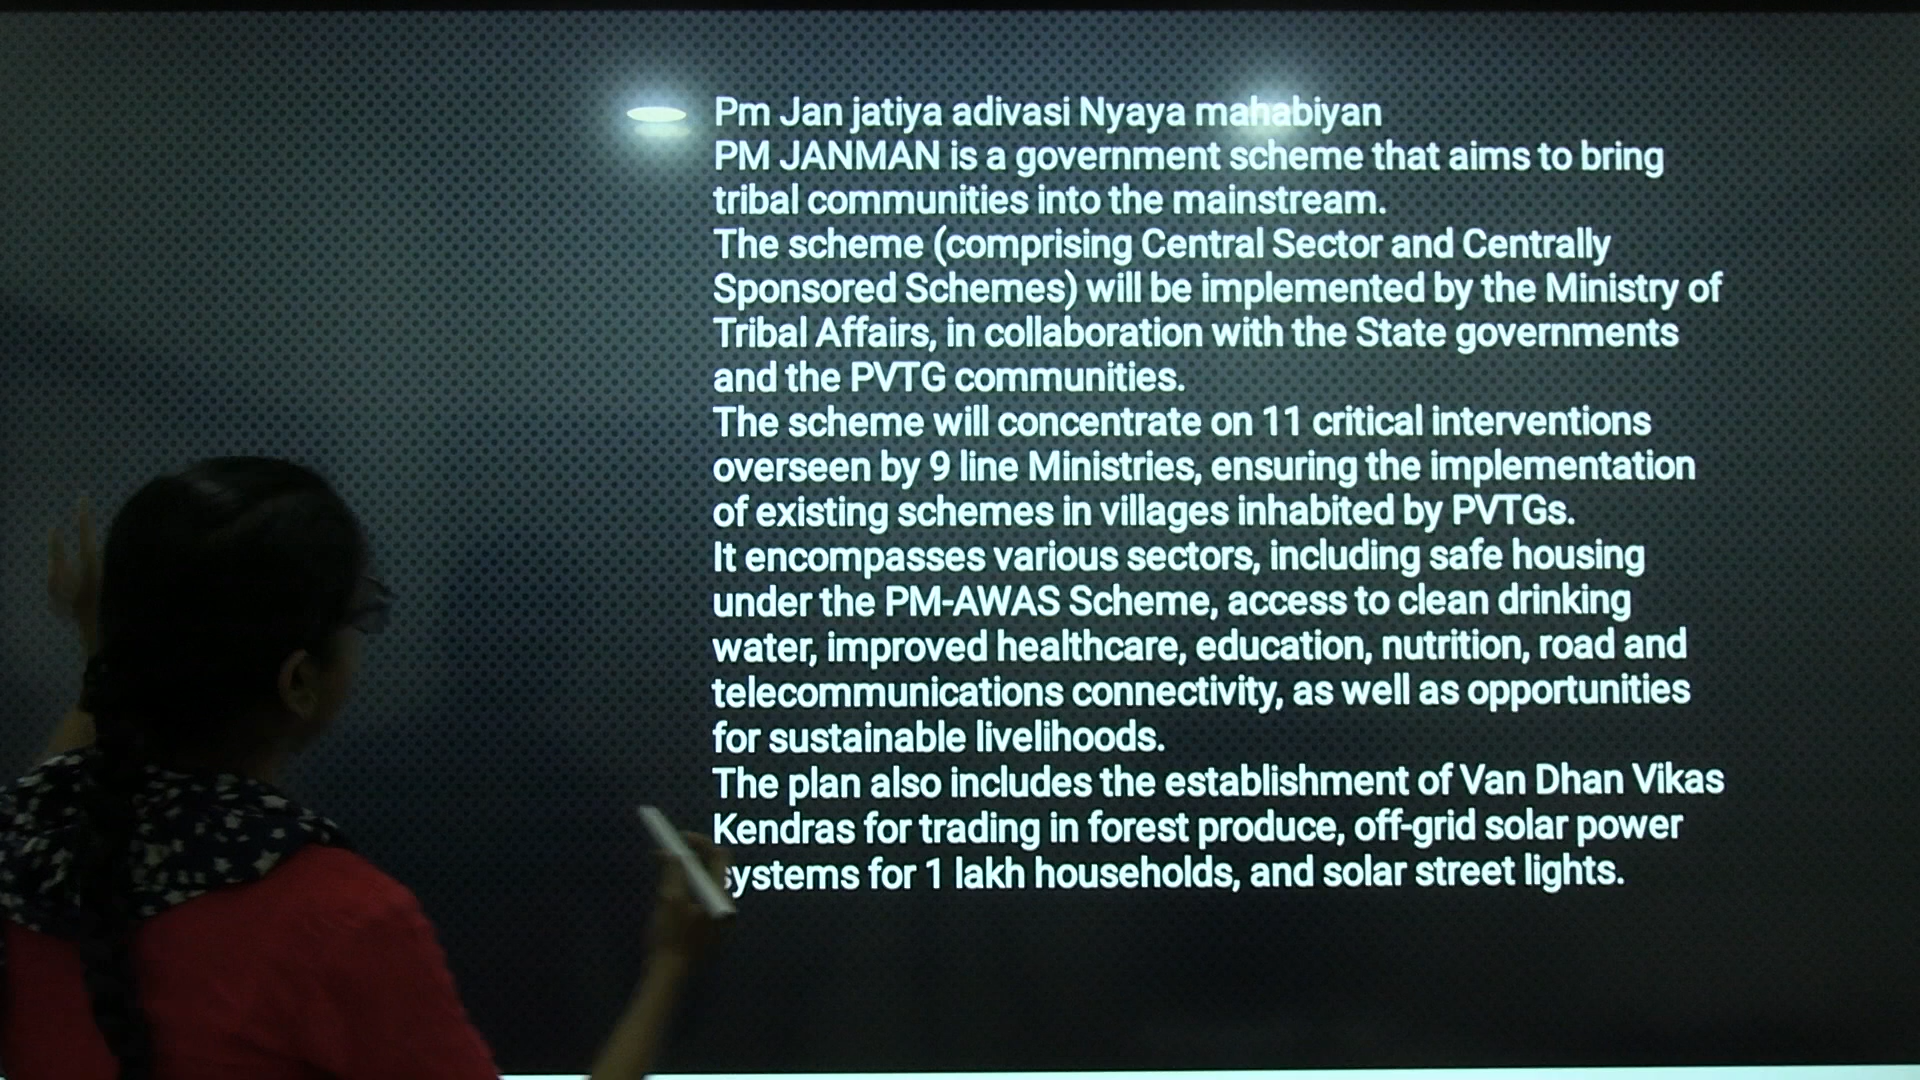 Pm Jan jatiya adivasi Nyaya mahabiyan
PM JANMAN is a government scheme that aims to bring
tribal communities into the mainstream.
The scheme (comprising Central Sector and Centrally
Sponsored Schemes) will be implemented by the Ministry of
Tribal Affairs, in collaboration with the State governments
and the PVTG communities.
The scheme will concentrate on 11 critical interventions
overseen by 9 line Ministries, ensuring the implementation
of existing schemes in villages inhabited by PVTGs.
It encompasses various sectors, including safe housing
under the PM-AWAS Scheme, access to clean drinking
water, improved healthcare, education, nutrition, road and
telecommunications connectivity, as well as opportunities
for sustainable livelihoods.
The plan also includes the establishment of Van Dhan Vikas
Kendras for trading in forest produce, off-grid solar power
systems for 1 lakh households, and solar street lights.